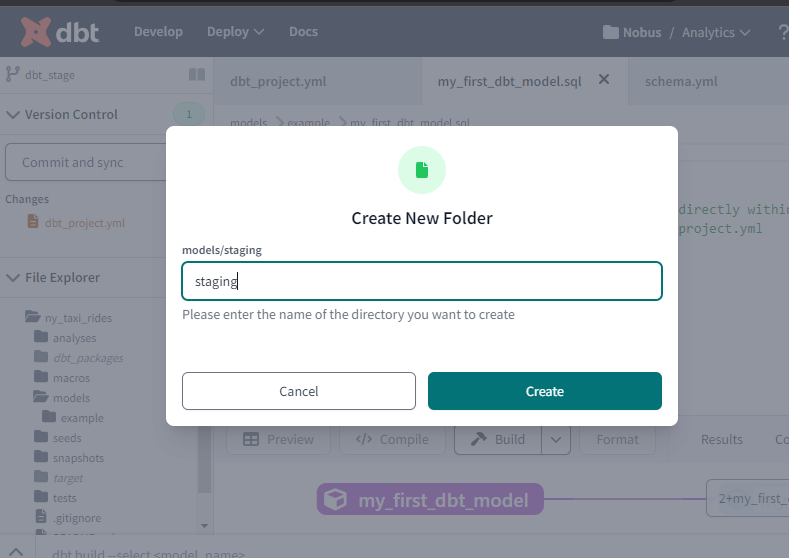 dbt Develop Deploy Docs Nobus / Analytics ?
dbt_stage
dbt_project.yml my_first_dbt_model.sql schema.yml
Version Control 1
models example my_first_dbt_model.sql
Commit and sync
Changes
dbt_project.yml
directly within
project.yml
Create New Folder
models/staging
staging
Please enter the name of the directory you want to create
Cancel Create
File Explorer
ny_taxi_rides
analyses
dbt_packages
macros
models
example
seeds
snapshots
target
tests
.gitignore
Preview </> Compile Build Format Results
my_first_dbt_model 2+my_first_
dbt build --select <model_name>